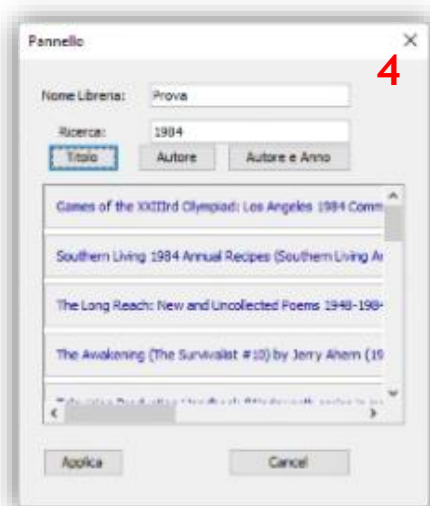 Pannello
4
Nome Libreria: Prova
Ricerca: 1984
Titolo Autore Autore e Anno
Games of the XXIIIrd Olympiad: Los Angeles 1984 Comm
Southern Living 1984 Annual Recipes (Southern Living An
The Long Reach: New and Uncollected Poems 1948-1984
The Awakening (The Survivalist #10) by Jerry Ahern (19
Applica Cancel